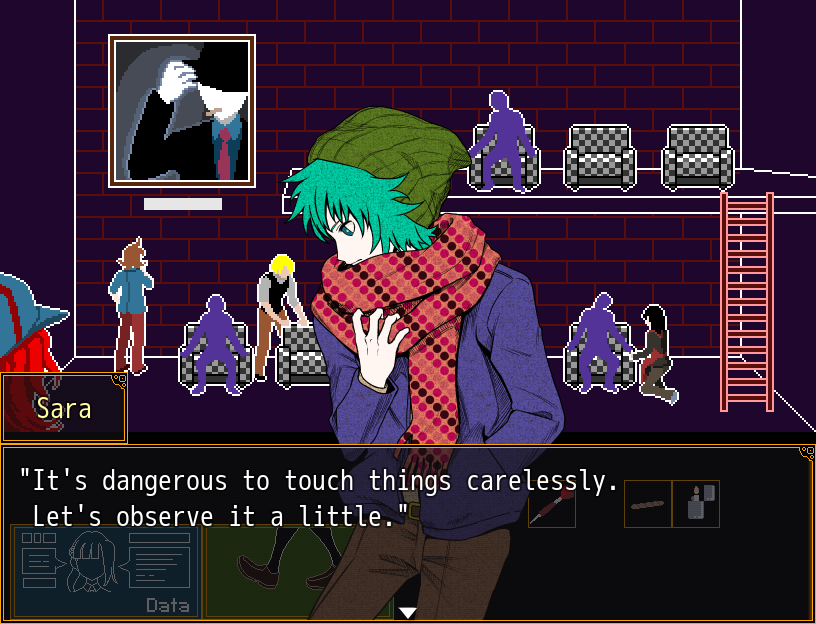 Sara
"It's dangerous to touch things carelessly.
Let's observe it a little."
Data